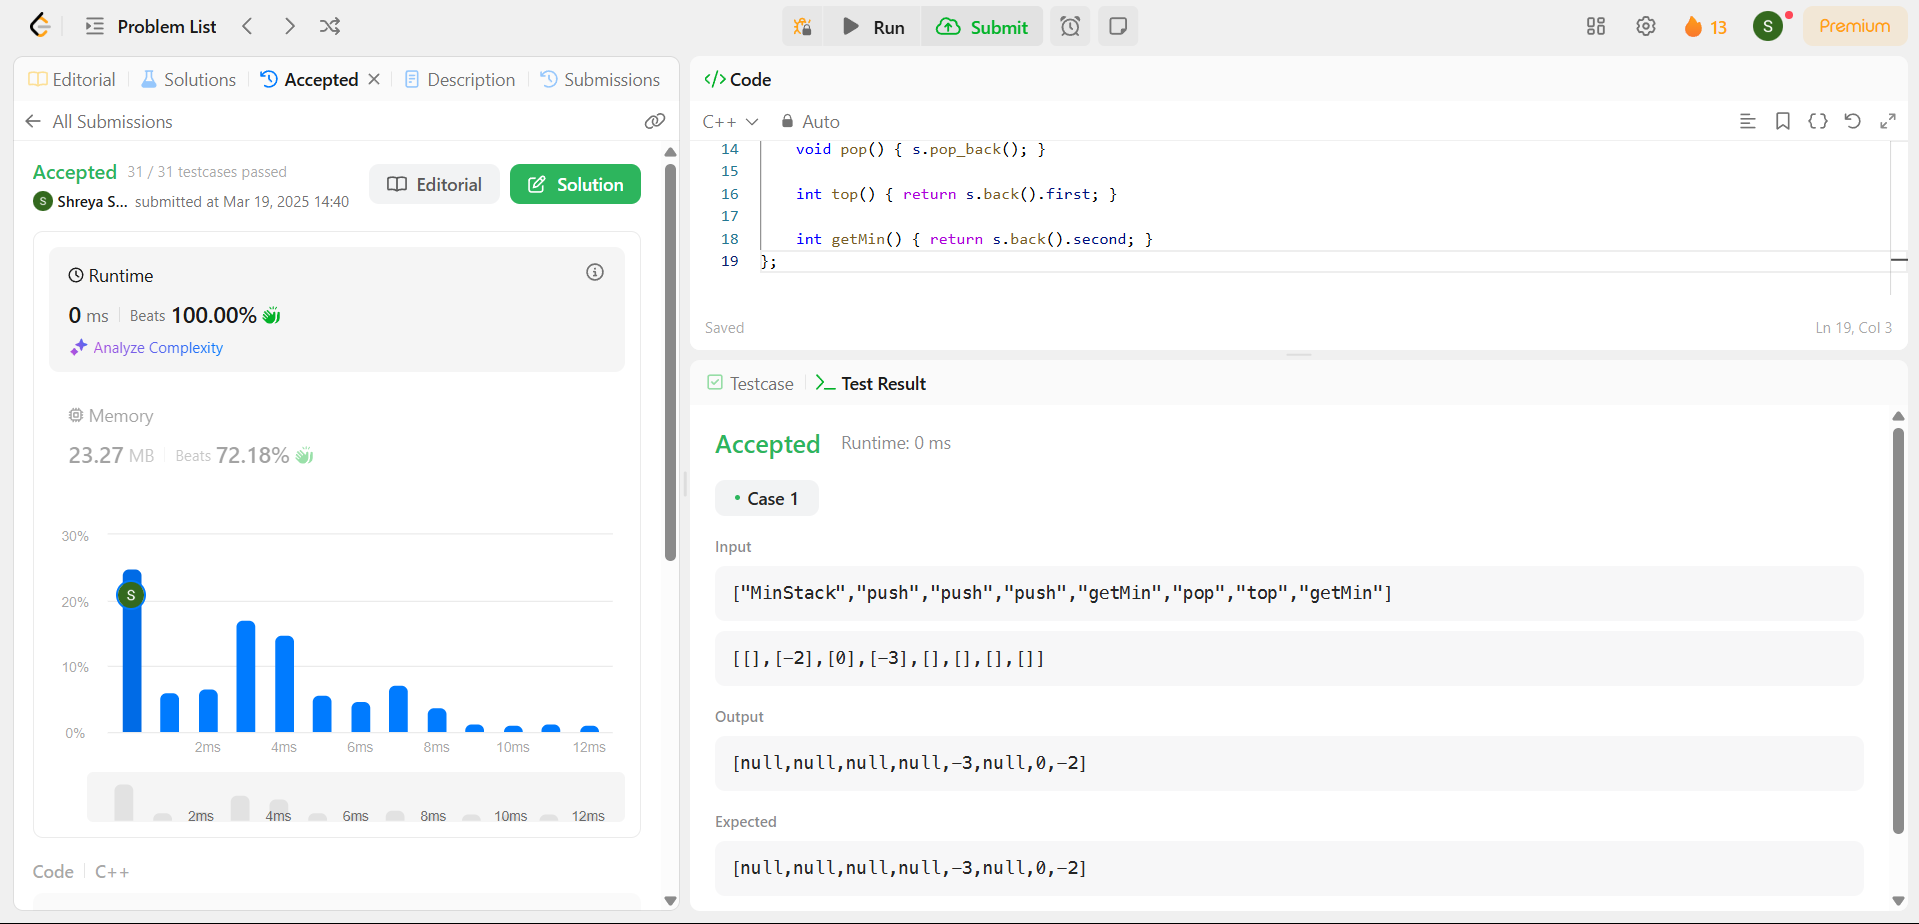 Problem List
Run
Submit
13
S
Premium
Editorial
Solutions
Accepted
Description
Submissions
All Submissions
Accepted 31 / 31 testcases passed
S Shreya S... submitted at Mar 19, 2025 14:40
Editorial
Solution
Runtime
0 ms Beats 100.00%
Analyze Complexity
Memory
23.27 MB Beats 72.18%
30%
20%
10%
0%
S
2ms 4ms 6ms 8ms 10ms 12ms
2ms 4ms 6ms 8ms 10ms 12ms
Code C++
</> Code
C++ Auto
14 void pop() { s.pop_back(); }
15
16 int top() { return s.back().first; }
17
18 int getMin() { return s.back().second; }
19 };
Saved
Ln 19, Col 3
Testcase
Test Result
Accepted Runtime: 0 ms
• Case 1
Input
["MinStack","push","push","push","getMin","pop","top","getMin"]
[[],[-2],[0],[-3],[],[],[],[]]
Output
[null,null,null,null,-3,null,0,-2]
Expected
[null,null,null,null,-3,null,0,-2]